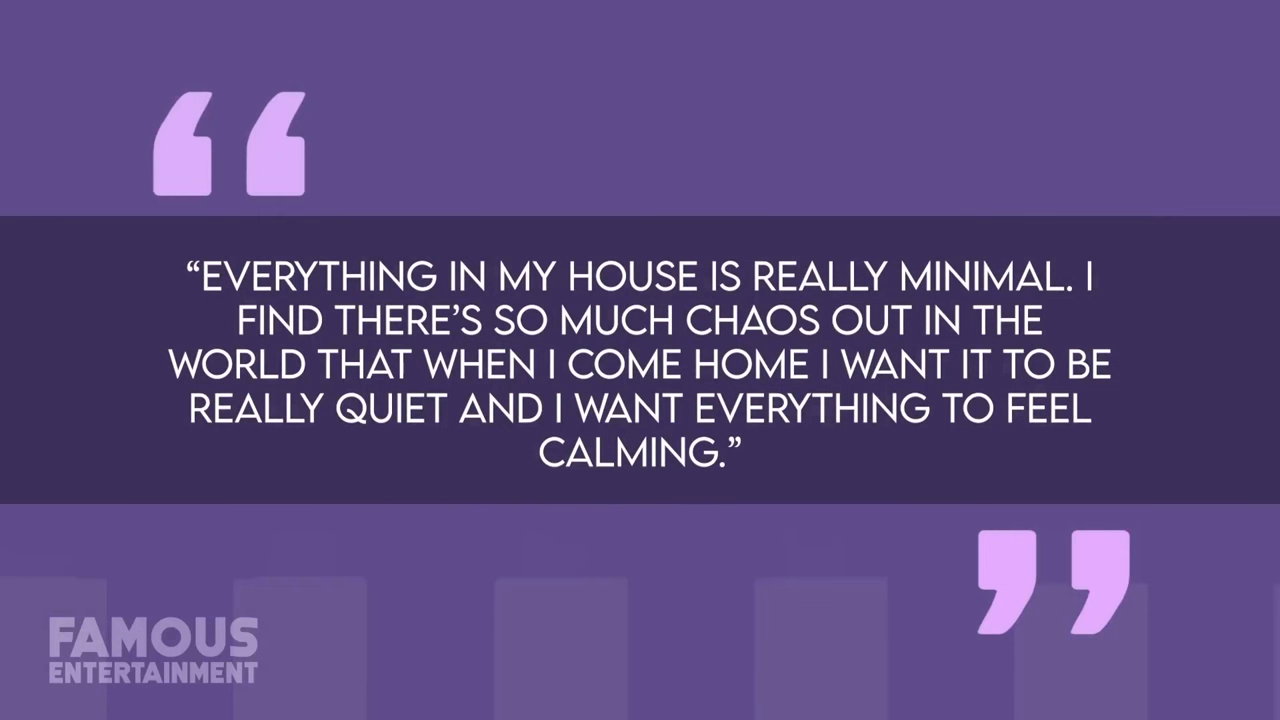 “EVERYTHING IN MY HOUSE IS REALLY MINIMAL. I
FIND THERE’S SO MUCH CHAOS OUT IN THE
WORLD THAT WHEN I COME HOME I WANT IT TO BE
REALLY QUIET AND I WANT EVERYTHING TO FEEL
CALMING.”
FAMOUS
ENTERTAINMENT